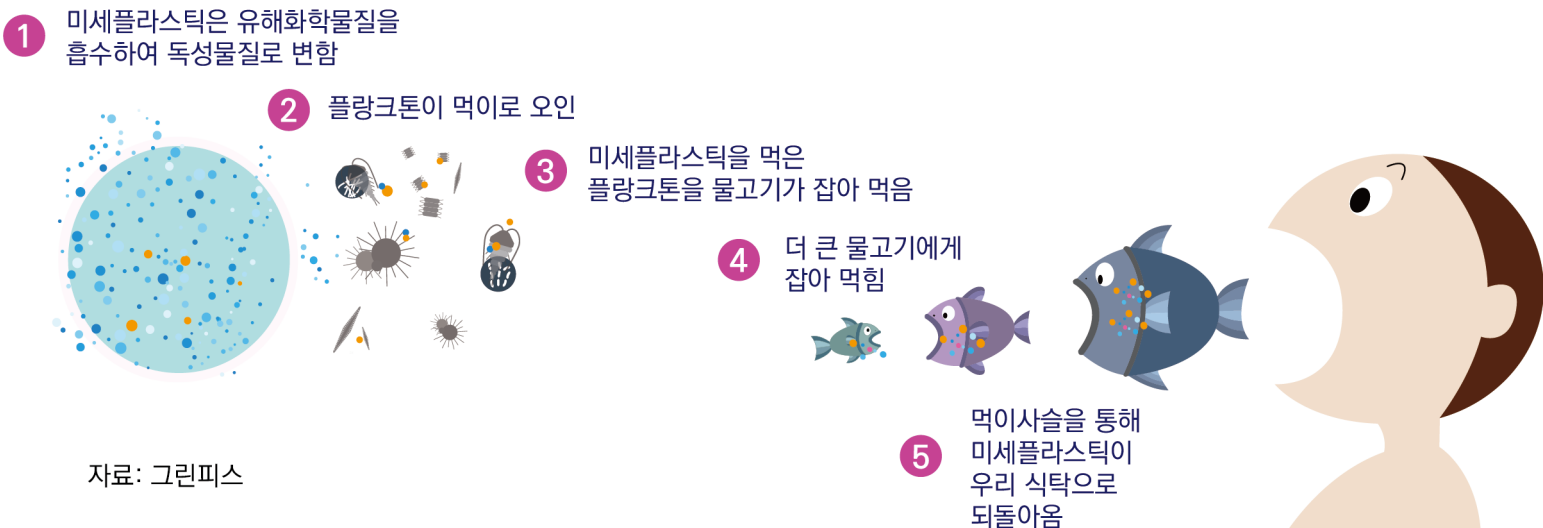 1 미세플라스틱은 유해화학물질을
흡수하여 독성물질로 변함
2 플랑크톤이 먹이로 오인
3 미세플라스틱을 먹은
플랑크톤을 물고기가 잡아 먹음
4 더 큰 물고기에게
잡아 먹힘
5 먹이사슬을 통해
미세플라스틱이
우리 식탁으로
되돌아옴
자료: 그린피스